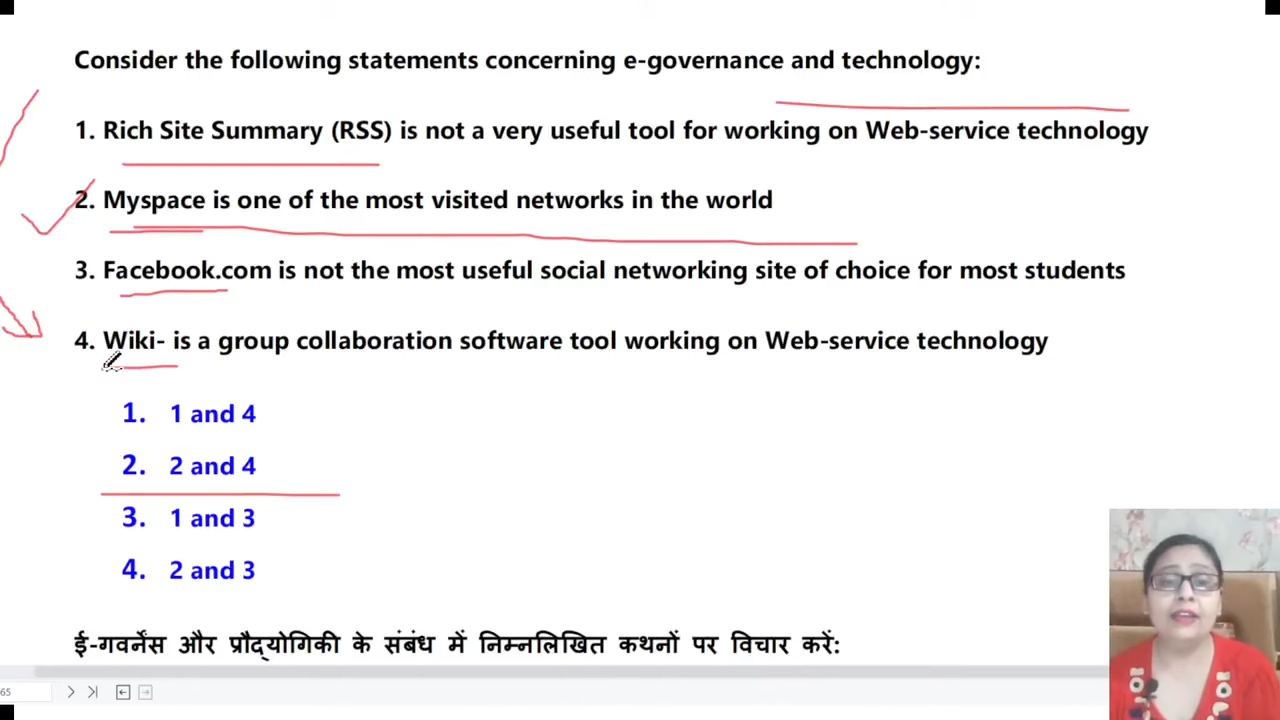 Consider the following statements concerning e-governance and technology:
1. Rich Site Summary (RSS) is not a very useful tool for working on Web-service technology
2. Myspace is one of the most visited networks in the world
3. Facebook.com is not the most useful social networking site of choice for most students
4. Wiki- is a group collaboration software tool working on Web-service technology
1. 1 and 4
2. 2 and 4
3. 1 and 3
4. 2 and 3
ई-गवर्नेंस और प्रौद्योगिकी के संबंध में निम्नलिखित कथनों पर विचार करें:
65